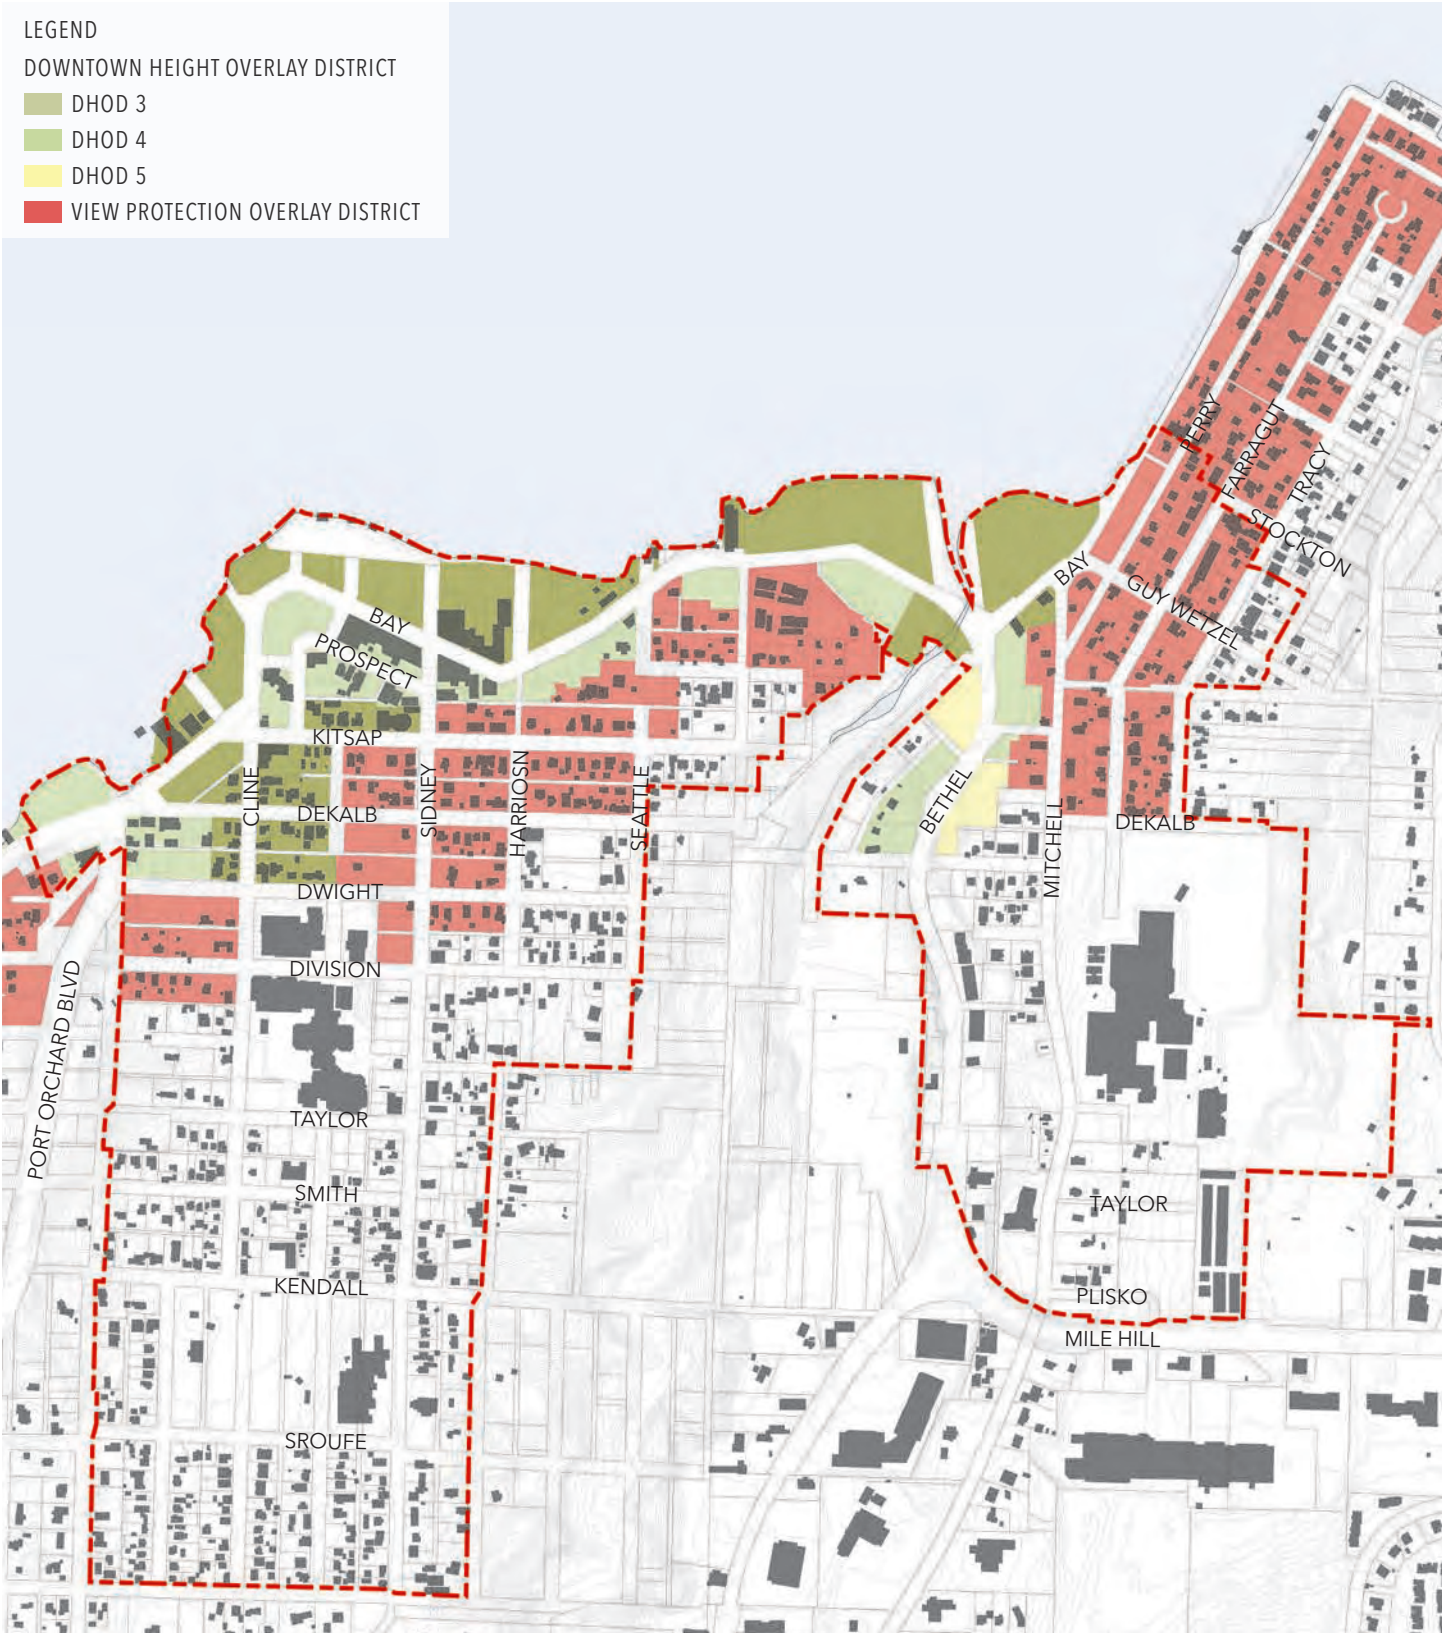 LEGEND
DOWNTOWN HEIGHT OVERLAY DISTRICT
DHOD 3
DHOD 4
DHOD 5
VIEW PROTECTION OVERLAY DISTRICT
PERRY
FARRAGUT
TRACY
STOCKTON
BAY
GUY WETZEL
BAY
PROSPECT
KITSAP
CLINE
SIDNEY
HARRIOSN
SEATTLE
BETHEL
MITCHELL
DEKALB
DEKALB
DWIGHT
DIVISION
PORT ORCHARD BLVD
TAYLOR
SMITH
TAYLOR
KENDALL
PLISKO
MILE HILL
SROUFE